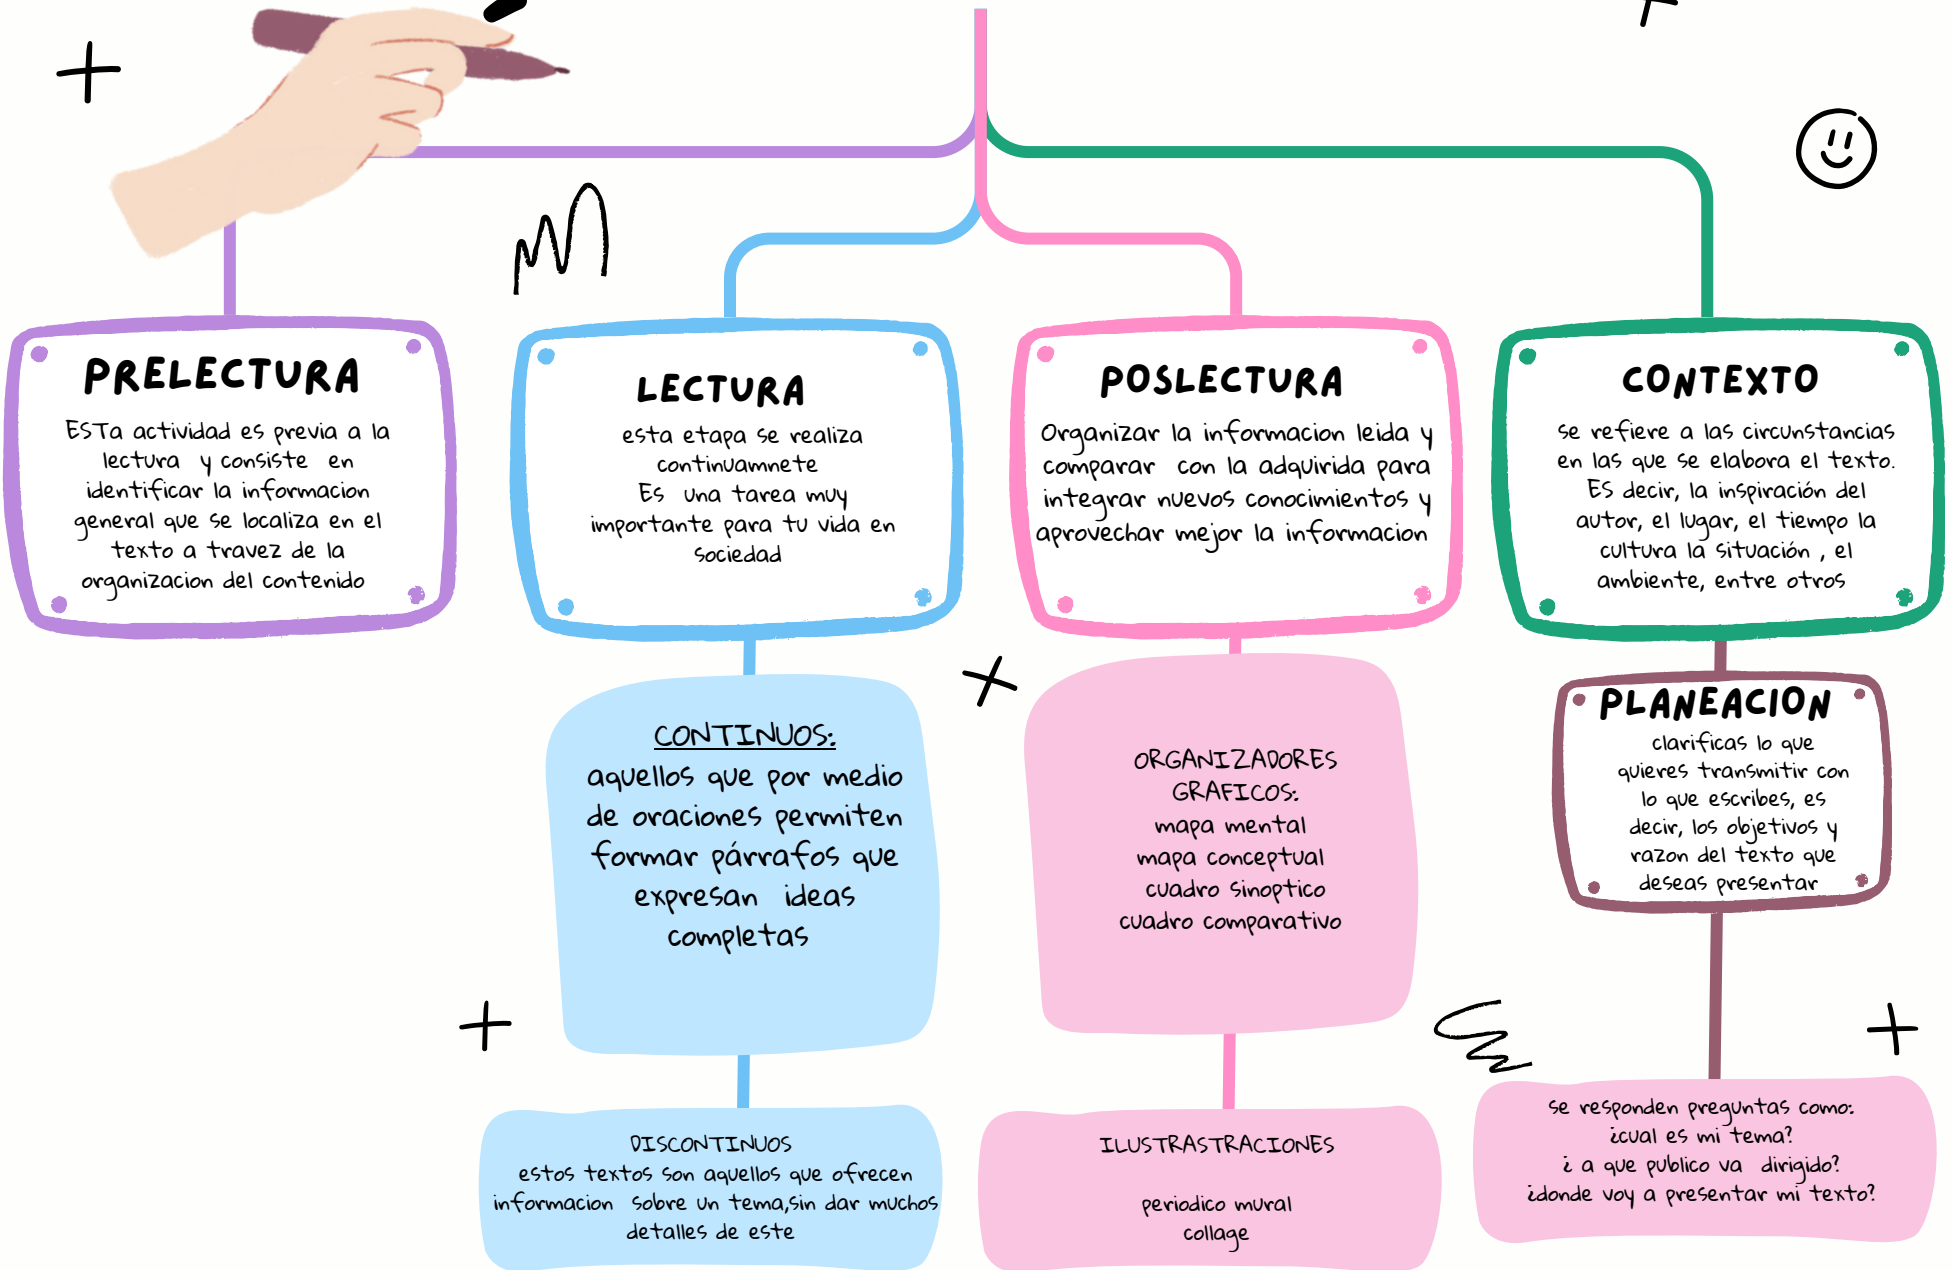 PRELECTURA
ESTa actividad es previa a la
lectura y consiste en
identificar la informacion
general que se localiza en el
texto a travez de la
organizacion del contenido
LECTURA
esta etapa se realiza
continuamnete
Es una tarea muy
importante para tu vida en
sociedad
CONTINUOS:
aquellos que por medio
de oraciones permiten
formar párrafos que
expresan ideas
completas
DISCONTINUOS
estos textos son aquellos que ofrecen
informacion sobre un tema,sin dar muchos
detalles de este
POSLECTURA
Organizar la informacion leida y
comparar con la adquirida para
integrar nuevos conocimientos y
aprovechar mejor la informacion
ORGANIZADORES
GRAFICOS:
mapa mental
mapa conceptual
cuadro sinoptico
cuadro comparativo
ILUSTRASTRACIONES
periodico mural
collage
CONTEXTO
se refiere a las circunstancias
en las que se elabora el texto.
ES decir, la inspiración del
autor, el lugar, el tiempo la
cultura la situación , el
ambiente, entre otros
PLANEACION
clarificas lo que
quieres transmitir con
lo que escribes, es
decir, los objetivos y
razon del texto que
deseas presentar
se responden preguntas como:
¿cual es mi tema?
¿ a que publico va dirigido?
¿donde voy a presentar mi texto?